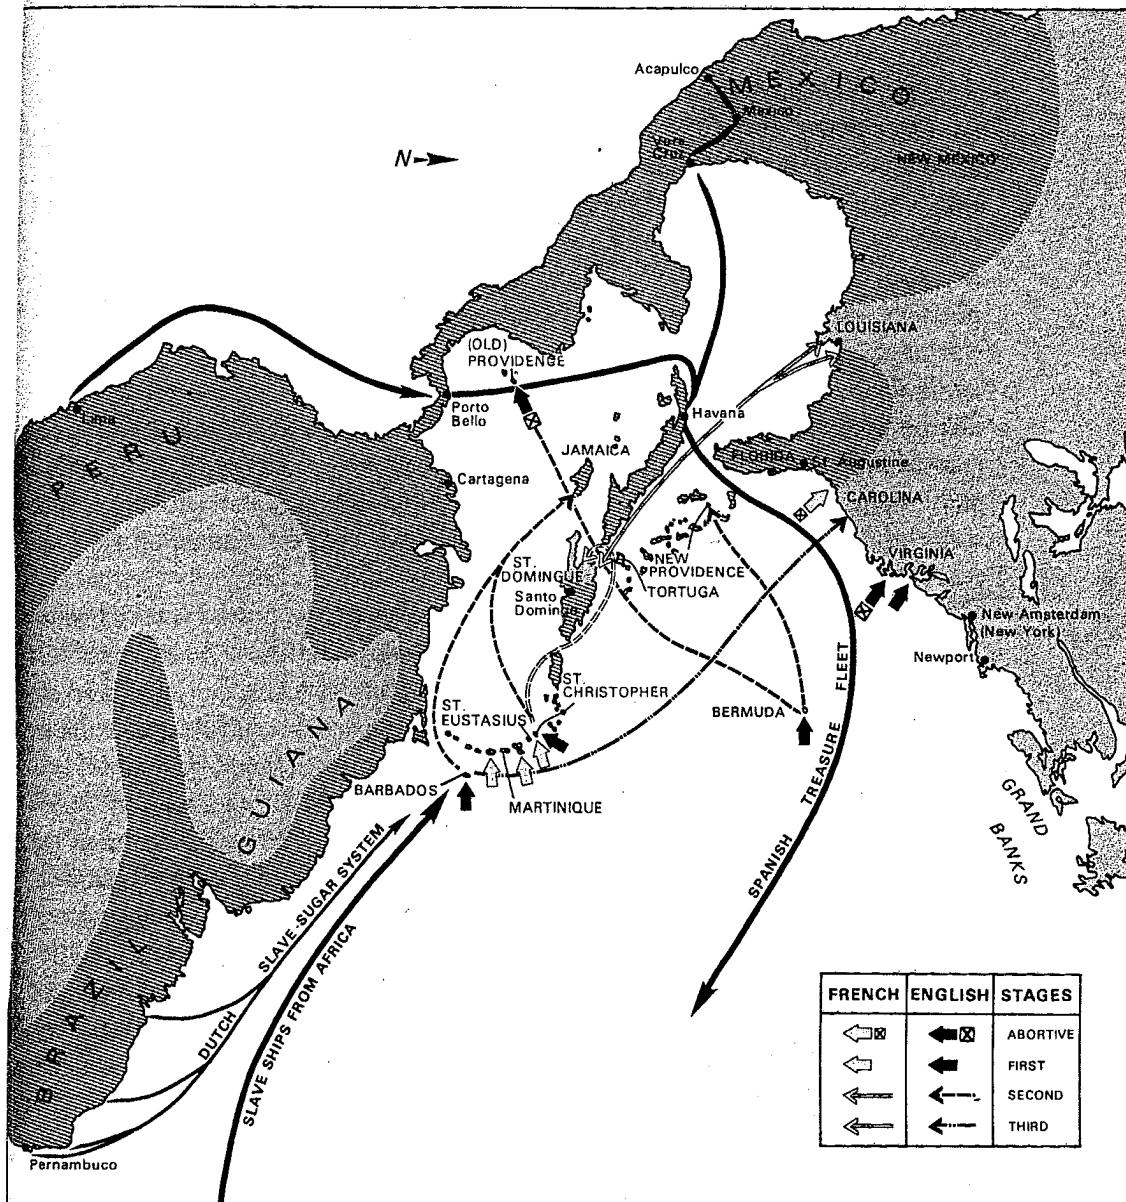 Acapulco
MEXICO
Mexico
Vera
Cruz
NEW MEXICO
N
LOUISIANA
(OLD)
PROVIDENCE
Lima
Porto
Bello
Havana
PERU
JAMAICA
FLORIDA
St. Augustine
Cartagena
CAROLINA
ST.
DOMINGUE
NEW
PROVIDENCE
VIRGINIA
Santo
Domingo
TORTUGA
New Amsterdam
(New York)
Newport
ST.
CHRISTOPHER
ST.
EUSTASIUS
BERMUDA
SPANISH TREASURE FLEET
GUIANA
BARBADOS
MARTINIQUE
GRAND
BANKS
DUTCH SLAVE-SUGAR SYSTEM
SLAVE SHIPS FROM AFRICA
BRAZIL
Pernambuco
FRENCH ENGLISH STAGES
ABORTIVE
FIRST
SECOND
THIRD